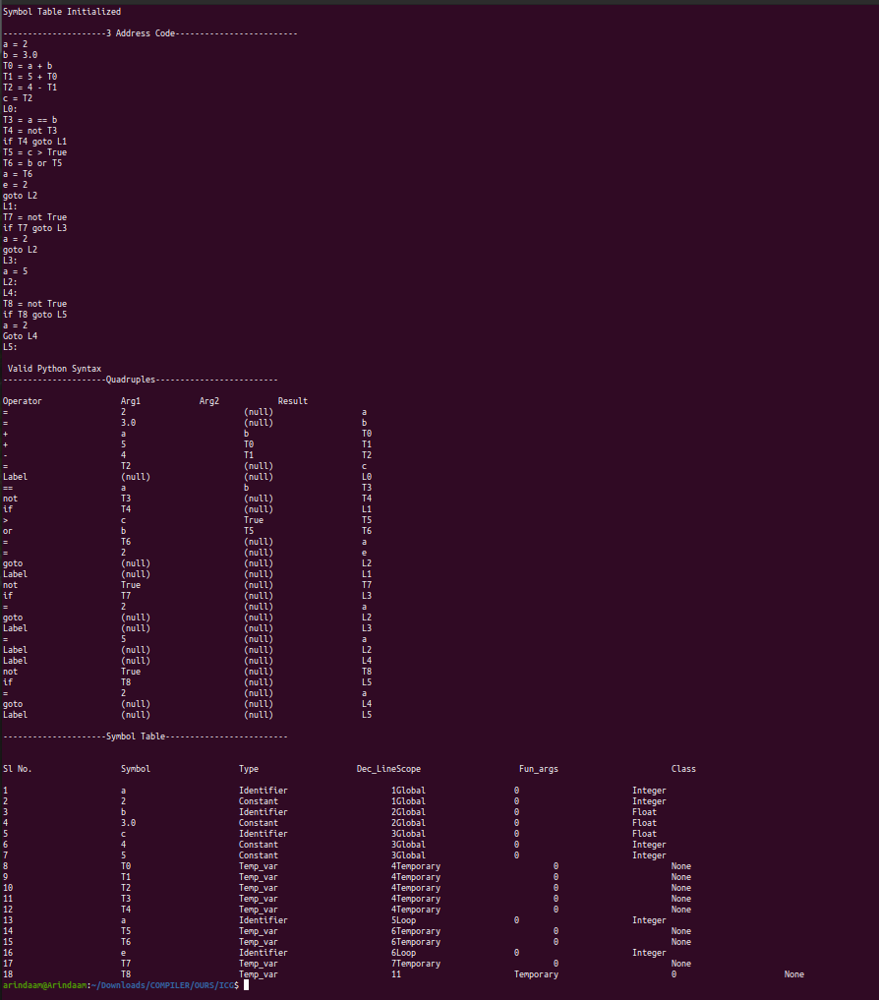 Symbol Table Initialized
---------------------3 Address Code-------------------------
a = 2
b = 3.0
T0 = a + b
T1 = 5 + T0
T2 = 4 - T1
c = T2
L0:
T3 = a == b
T4 = not T3
if T4 goto L1
T5 = c > True
T6 = b or T5
a = T6
e = 2
goto L2
L1:
T7 = not True
if T7 goto L3
a = 2
goto L2
L3:
a = 5
L2:
L4:
T8 = not True
if T8 goto L5
a = 2
Goto L4
L5:
Valid Python Syntax
---------------------Quadruples-------------------------
Operator Arg1 Arg2 Result
= 2 (null) a
= 3.0 (null) b
+ a b T0
+ 5 T0 T1
- 4 T1 T2
= T2 (null) c
Label (null) (null) L0
== a b T3
not T3 (null) T4
if T4 (null) L1
> c True T5
or b T5 T6
= T6 (null) a
= 2 (null) e
goto (null) (null) L2
Label (null) (null) L1
not True (null) T7
if T7 (null) L3
= 2 (null) a
goto (null) (null) L2
Label (null) (null) L3
= 5 (null) a
Label (null) (null) L2
Label (null) (null) L4
not True (null) T8
if T8 (null) L5
= 2 (null) a
goto (null) (null) L4
Label (null) (null) L5
---------------------Symbol Table-------------------------
Sl No. Symbol Type Dec_LineScope Fun_args Class
1 a Identifier 1Global 0 Integer
2 2 Constant 1Global 0 Integer
3 b Identifier 2Global 0 Float
4 3.0 Constant 2Global 0 Float
5 c Identifier 3Global 0 Float
6 4 Constant 3Global 0 Integer
7 5 Constant 3Global 0 Integer
8 T0 Temp_var 4Temporary 0 None
9 T1 Temp_var 4Temporary 0 None
10 T2 Temp_var 4Temporary 0 None
11 T3 Temp_var 4Temporary 0 None
12 T4 Temp_var 4Temporary 0 None
13 a Identifier 5Loop 0 Integer
14 T5 Temp_var 6Temporary 0 None
15 T6 Temp_var 6Temporary 0 None
16 e Identifier 6Loop 0 Integer
17 T7 Temp_var 7Temporary 0 None
18 T8 Temp_var 11 Temporary 0 None
arindaam@Arindaam:~/Downloads/COMPILER/OURS/ICG$